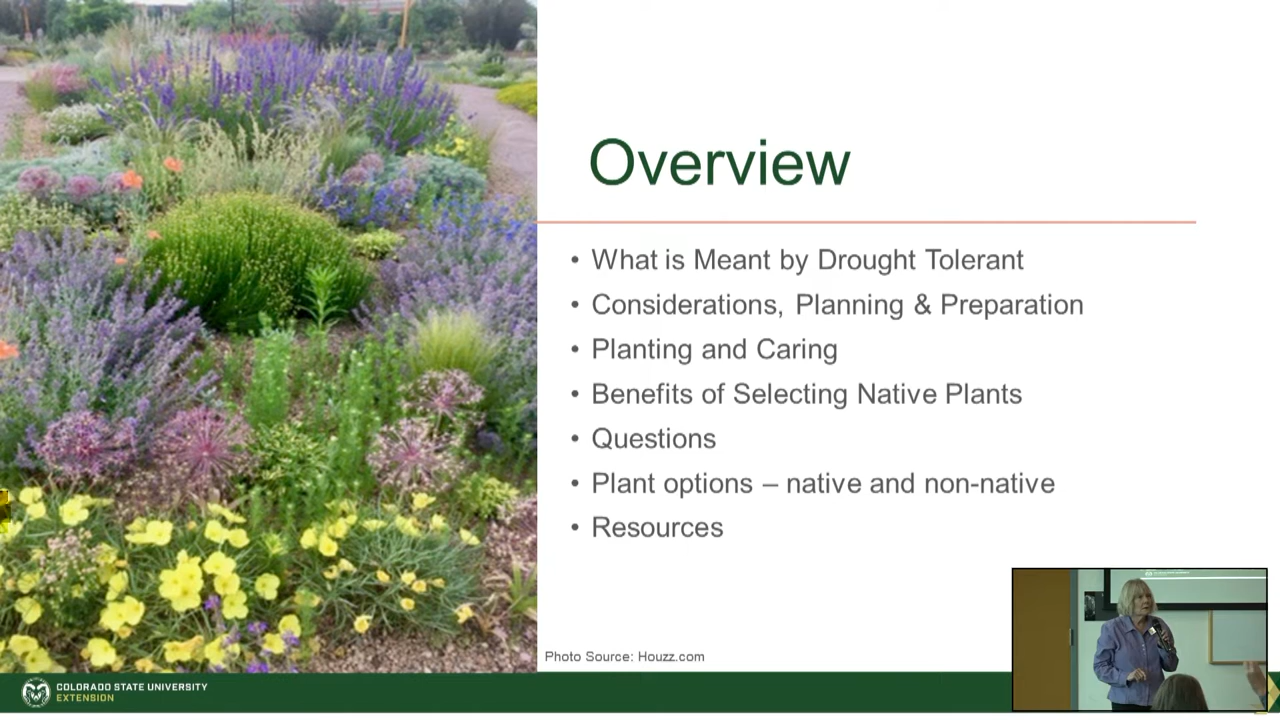 Overview
• What is Meant by Drought Tolerant
• Considerations, Planning & Preparation
• Planting and Caring
• Benefits of Selecting Native Plants
• Questions
• Plant options – native and non-native
• Resources
Photo Source: Houzz.com
COLORADO STATE UNIVERSITY
EXTENSION